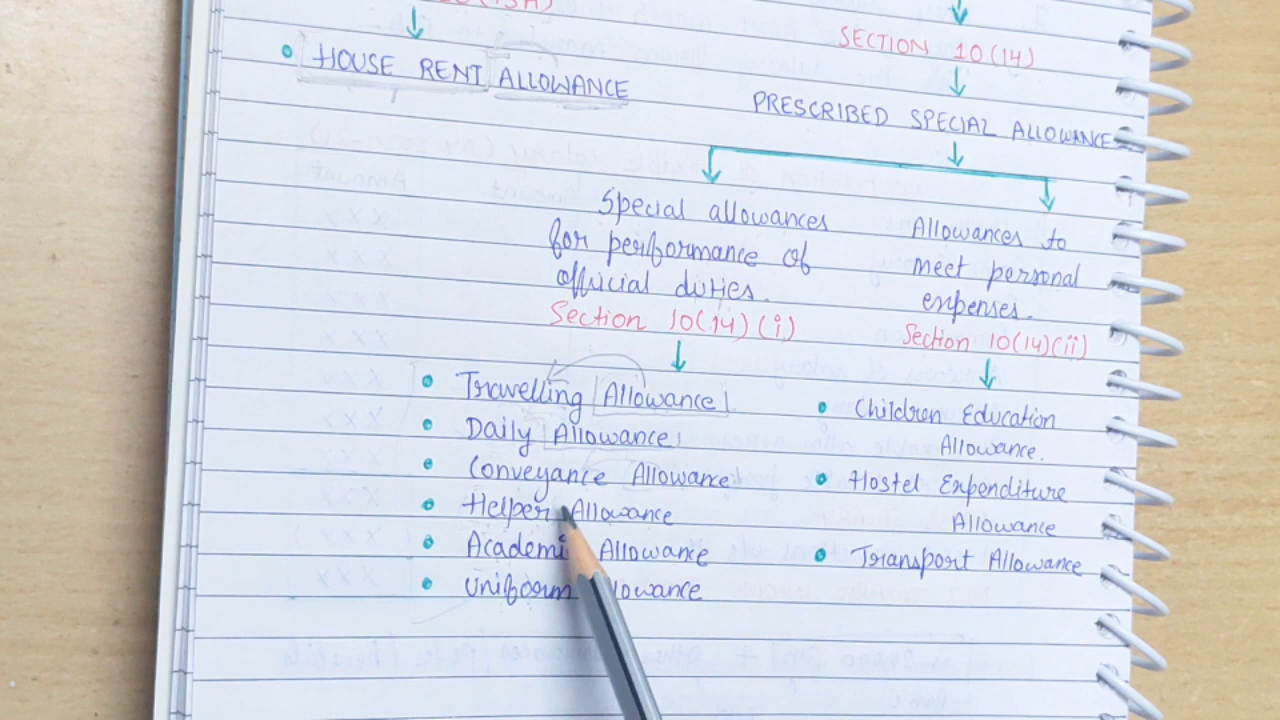 SECTION 10(14)
• HOUSE RENT ALLOWANCE
PRESCRIBED SPECIAL ALLOWANCE
Special allowances
for performance of
official duties.
Section 10(14)(i)
Allowances to
meet personal
expenses.
Section 10(14)(ii)
• Travelling Allowance
• Daily Allowance
• Conveyance Allowance
• Helper Allowance
• Academic Allowance
• Uniform Allowance
• Children Education
Allowance.
• Hostel Expenditure
Allowance
• Transport Allowance